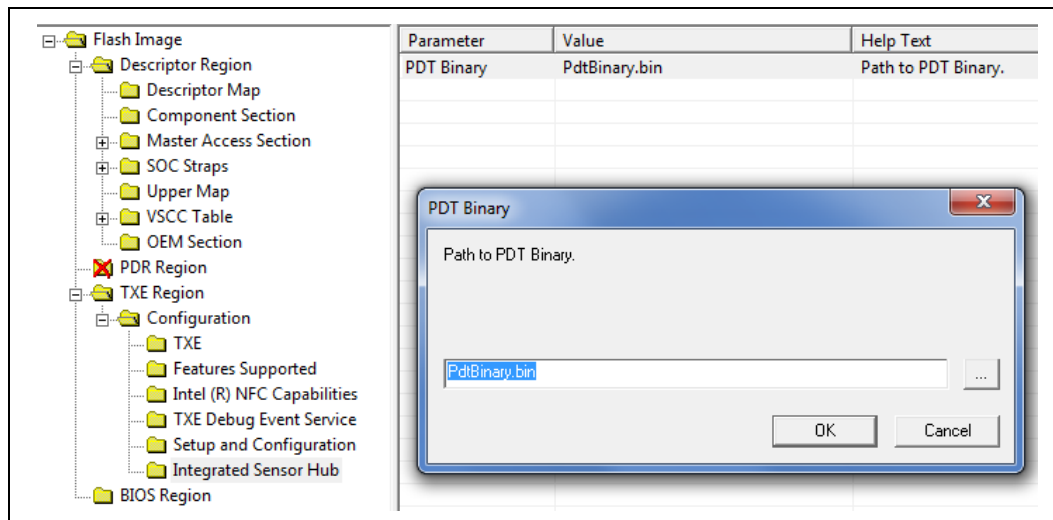 Flash Image
Descriptor Region
Descriptor Map
Component Section
Master Access Section
SOC Straps
Upper Map
VSCC Table
OEM Section
PDR Region
TXE Region
Configuration
TXE
Features Supported
Intel (R) NFC Capabilities
TXE Debug Event Service
Setup and Configuration
Integrated Sensor Hub
BIOS Region
Parameter Value Help Text
PDT Binary PdtBinary.bin Path to PDT Binary.
PDT Binary
Path to PDT Binary.
PdtBinary.bin ...
OK Cancel